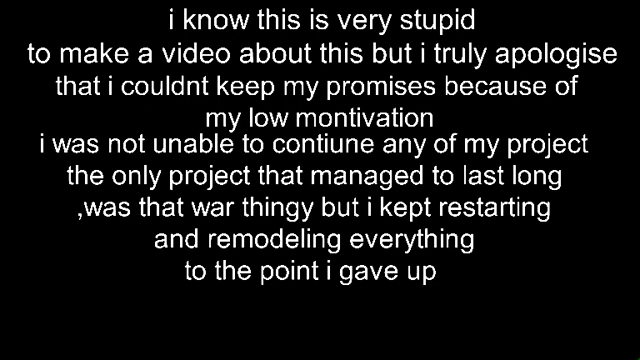 i know this is very stupid
to make a video about this but i truly apologise
that i couldnt keep my promises because of
my low montivation
i was not unable to contiune any of my project
the only project that managed to last long
,was that war thingy but i kept restarting
and remodeling everything
to the point i gave up